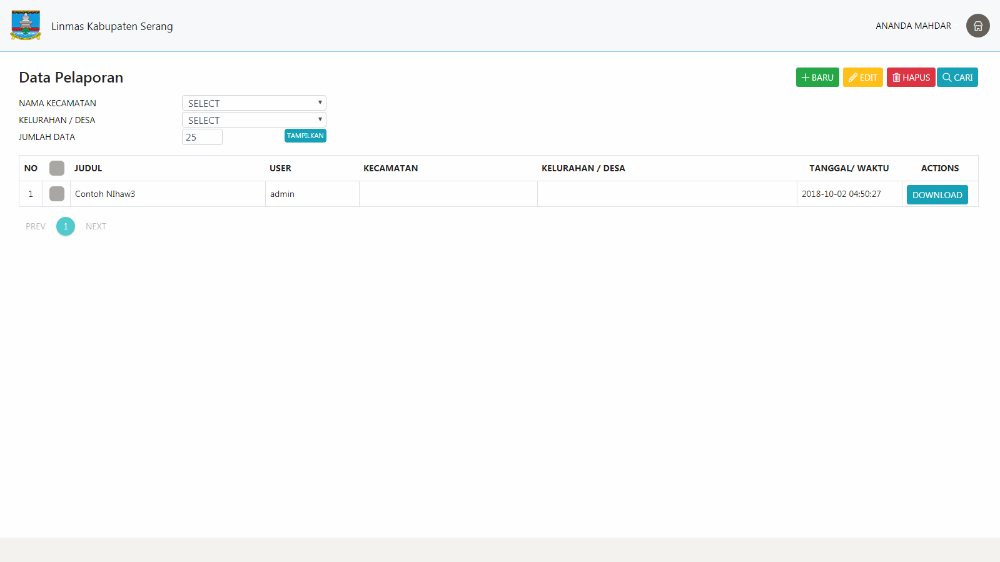 Linmas Kabupaten Serang
ANANDA MAHDAR
Data Pelaporan
BARU EDIT HAPUS CARI
NAMA KECAMATAN SELECT
KELURAHAN / DESA SELECT
JUMLAH DATA 25 TAMPILKAN
NO JUDUL USER KECAMATAN KELURAHAN / DESA TANGGAL/ WAKTU ACTIONS
1 Contoh NIhaw3 admin 2018-10-02 04:50:27 DOWNLOAD
PREV 1 NEXT